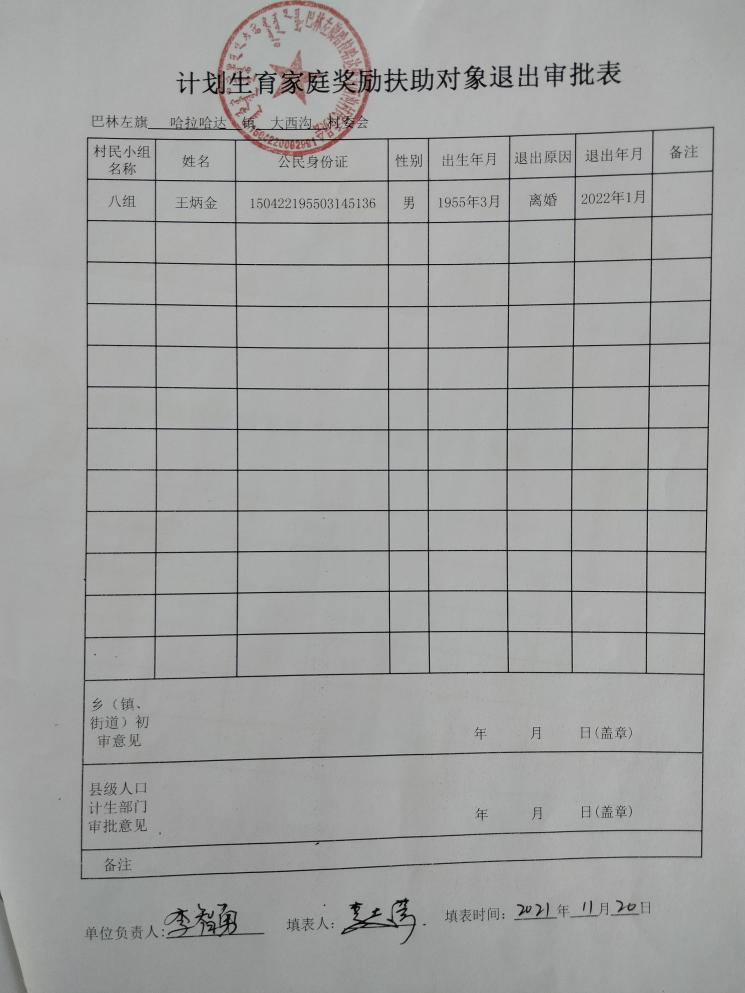 计划生育家庭奖励扶助对象退出审批表
巴林左旗 哈拉哈达 镇 大西沟 村委会
村民小组名称 姓名 公民身份证 性别 出生年月 退出原因 退出年月 备注
八组 王炳金 150422195503145136 男 1955年3月 离婚 2022年1月
乡（镇、
街道）初
审意见
年 月 日(盖章)
县级人口
计生部门
审批意见
年 月 日(盖章)
备注
单位负责人:李智勇 填表人: 填表时间: 2021 年 11 月 20 日